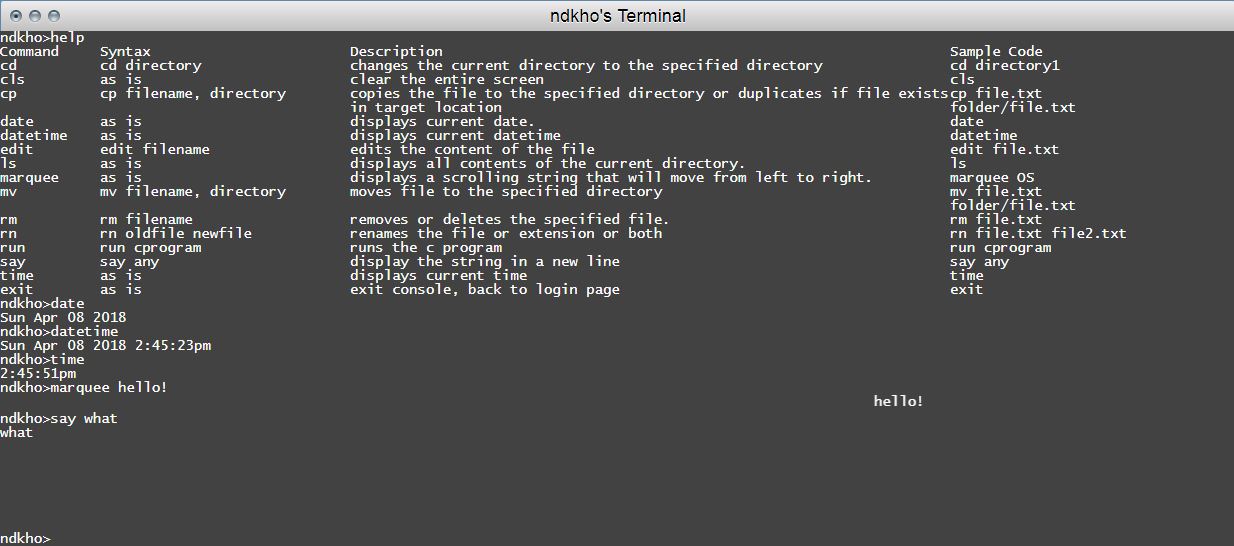 ndkho's Terminal
ndkho>help
Command Syntax Description Sample Code
cd cd directory changes the current directory to the specified directory cd directory1
cls as is clear the entire screen cls
cp cp filename, directory copies the file to the specified directory or duplicates if file exists cp file.txt
in target location folder/file.txt
date as is displays current date. date
datetime as is displays current datetime datetime
edit edit filename edits the content of the file edit file.txt
ls as is displays all contents of the current directory. ls
marquee as is displays a scrolling string that will move from left to right. marquee OS
mv mv filename, directory moves file to the specified directory mv file.txt
folder/file.txt
rm rm filename removes or deletes the specified file. rm file.txt
rn rn oldfile newfile renames the file or extension or both rn file.txt file2.txt
run run cprogram runs the c program run cprogram
say say any display the string in a new line say any
time as is displays current time time
exit as is exit console, back to login page exit
ndkho>date
Sun Apr 08 2018
ndkho>datetime
Sun Apr 08 2018 2:45:23pm
ndkho>time
2:45:51pm
ndkho>marquee hello!
hello!
ndkho>say what
what
ndkho>